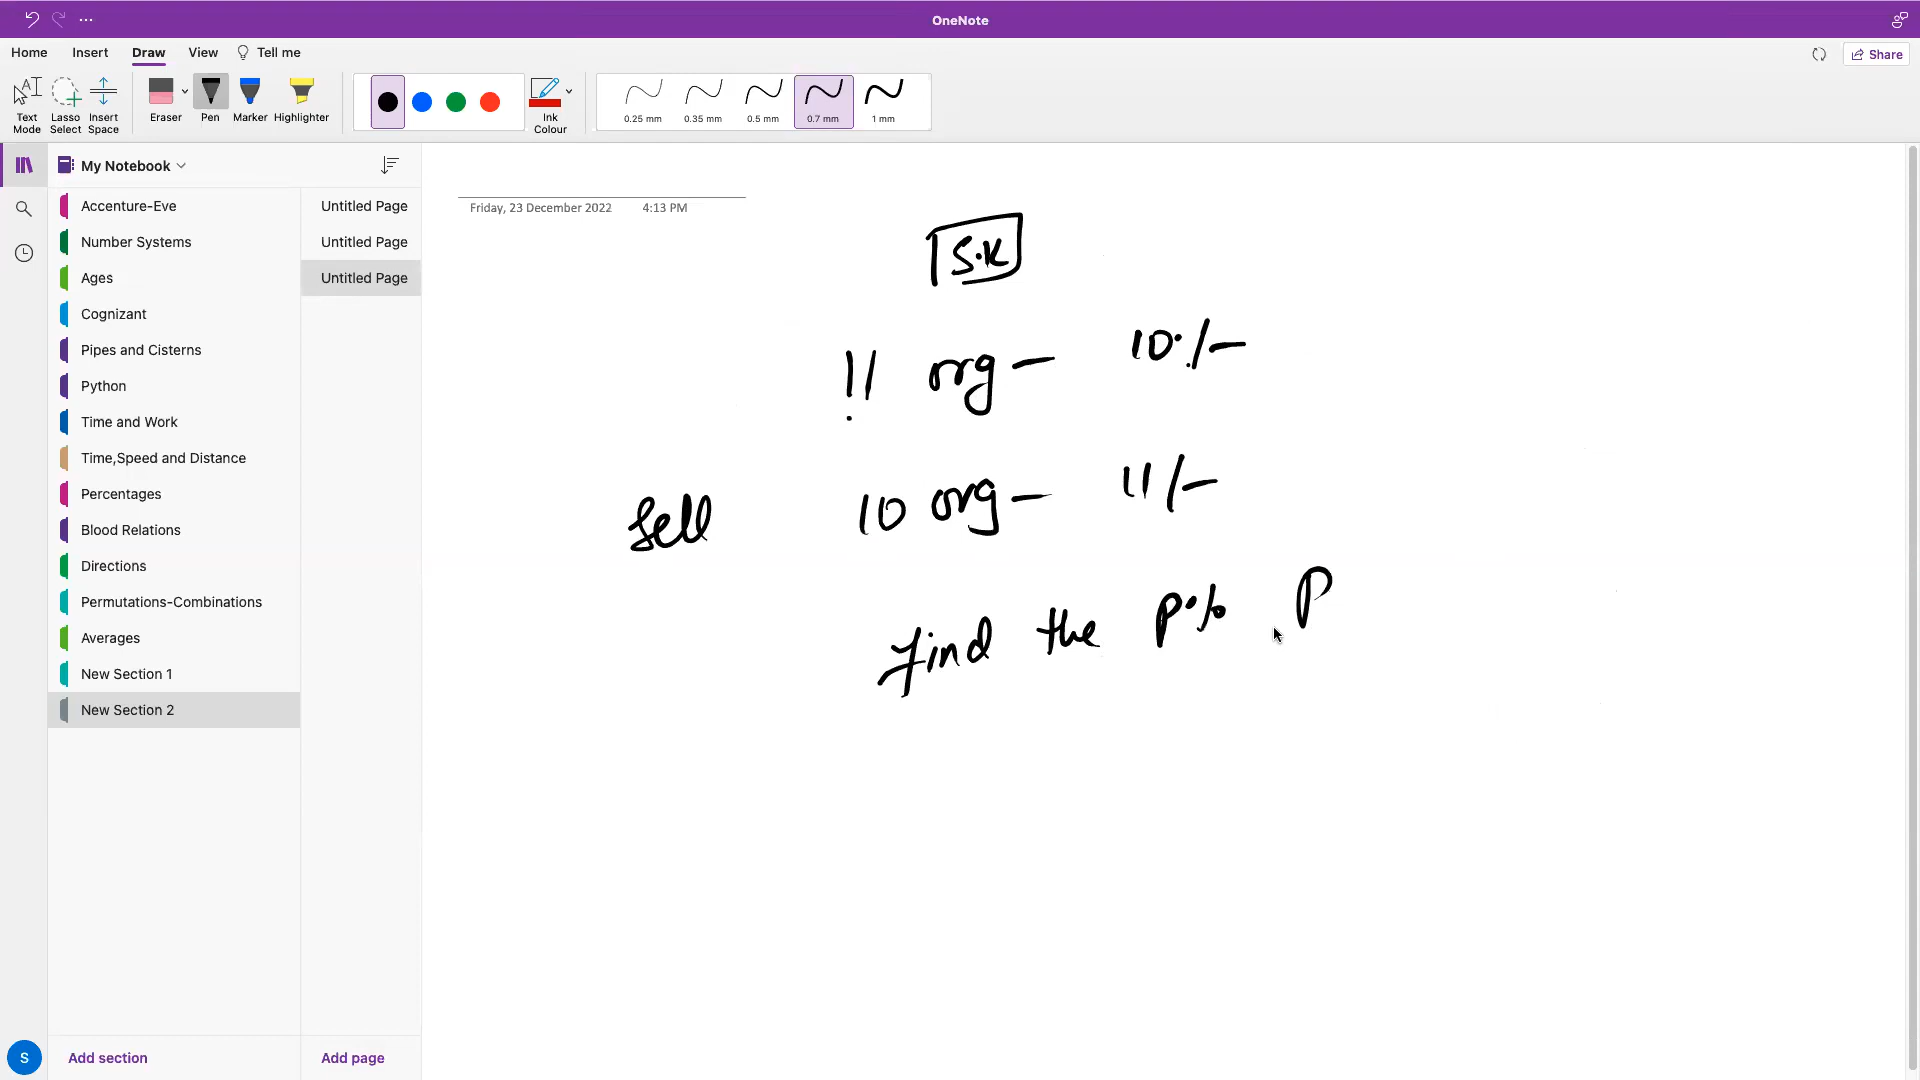 OneNote
Home Insert Draw View Tell me
Share
Text Mode
Lasso Select
Insert Space
Eraser
Pen
Marker
Highlighter
Ink Colour
0.25 mm
0.35 mm
0.5 mm
0.7 mm
1 mm
My Notebook
Accenture-Eve
Number Systems
Ages
Cognizant
Pipes and Cisterns
Python
Time and Work
Time,Speed and Distance
Percentages
Blood Relations
Directions
Permutations-Combinations
Averages
New Section 1
New Section 2
Add section
Untitled Page
Untitled Page
Untitled Page
Add page
S
Friday, 23 December 2022 4:13 PM
S.K
11 org - 10/-
sell 10 org - 11/-
find the P% P